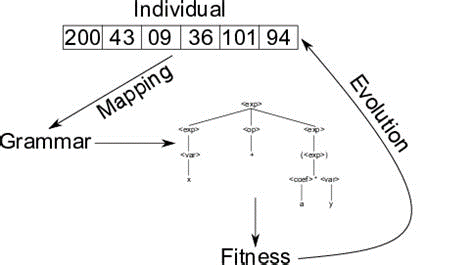 Individual
200 43 09 36 101 94
Mapping
Evolution
Grammar
<exp>
<exp> <op> <exp>
<var> + (<exp>)
x <coef> * <var>
a y
Fitness